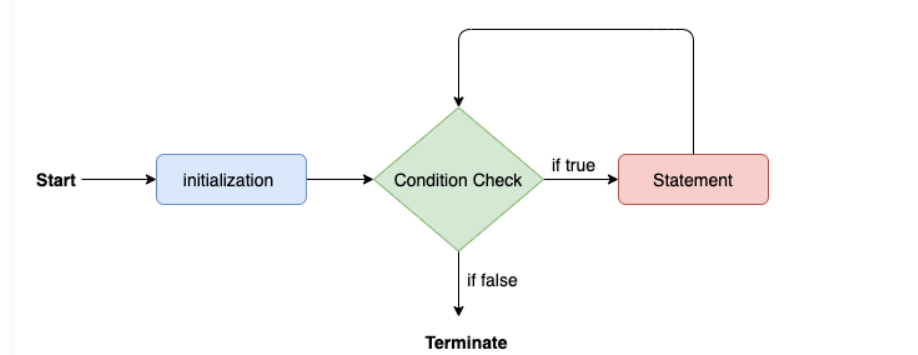 Start
initialization
Condition Check
if true
Statement
if false
Terminate